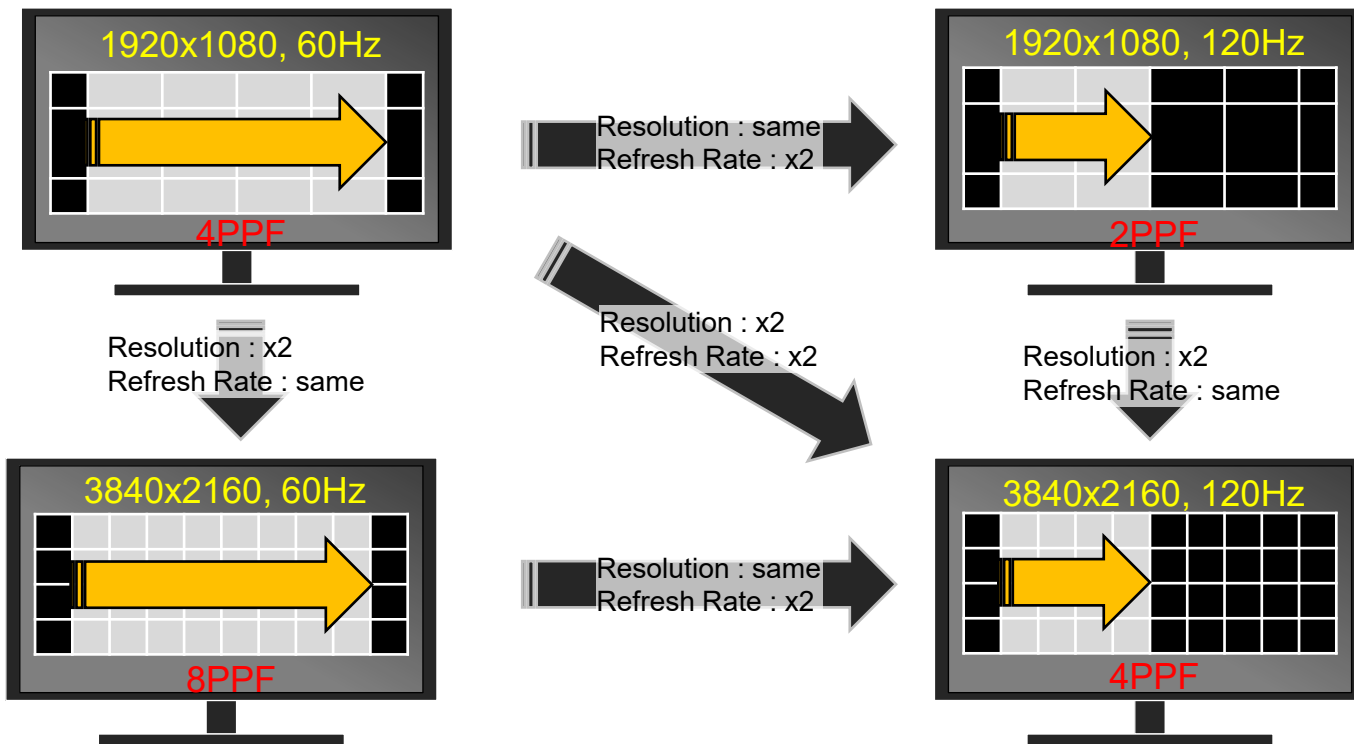 1920x1080, 60Hz
4PPF
Resolution : same
Refresh Rate : x2
1920x1080, 120Hz
2PPF
Resolution : x2
Refresh Rate : same
Resolution : x2
Refresh Rate : x2
Resolution : x2
Refresh Rate : same
3840x2160, 60Hz
8PPF
Resolution : same
Refresh Rate : x2
3840x2160, 120Hz
4PPF